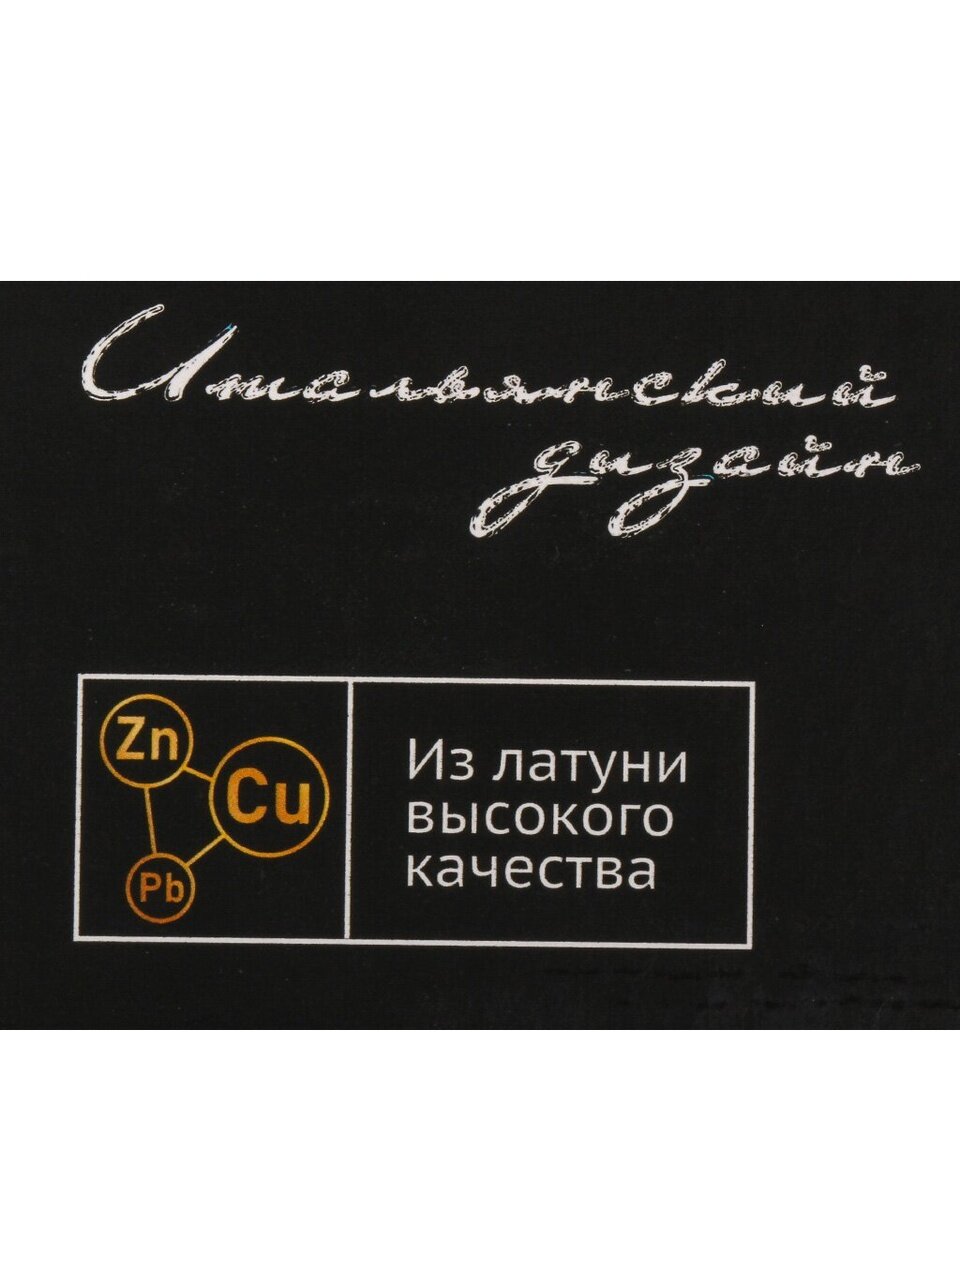 Итальянский
дизайн
Zn
Cu
Pb
Из латуни
высокого
качества